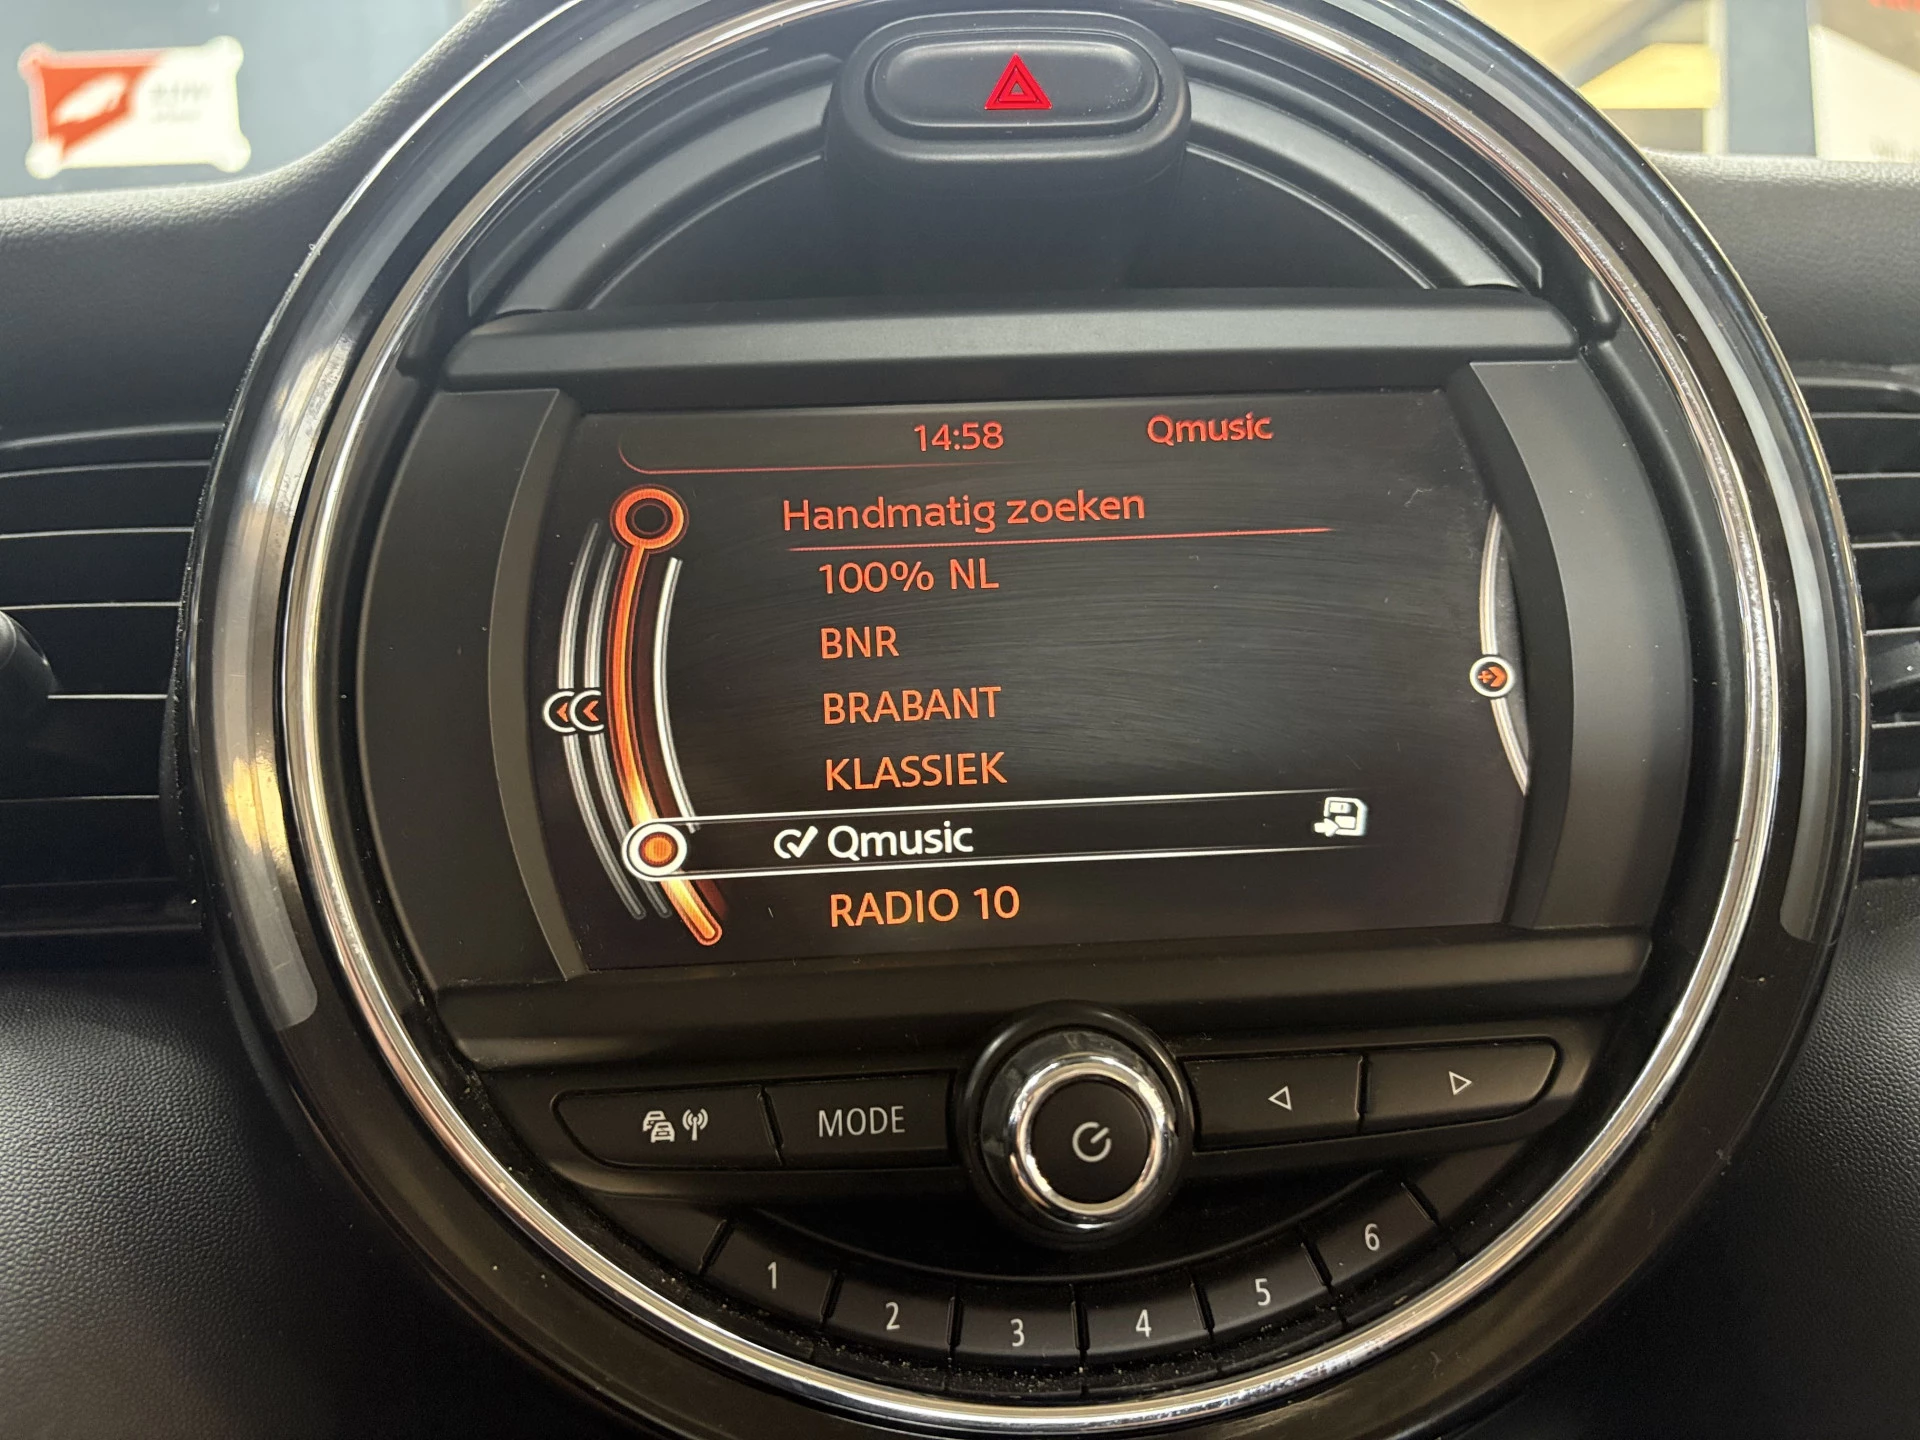 14:58 Qmusic
Handmatig zoeken
100% NL
BNR
BRABANT
KLASSIEK
Qmusic
RADIO 10
MODE
1 2 3 4 5 6